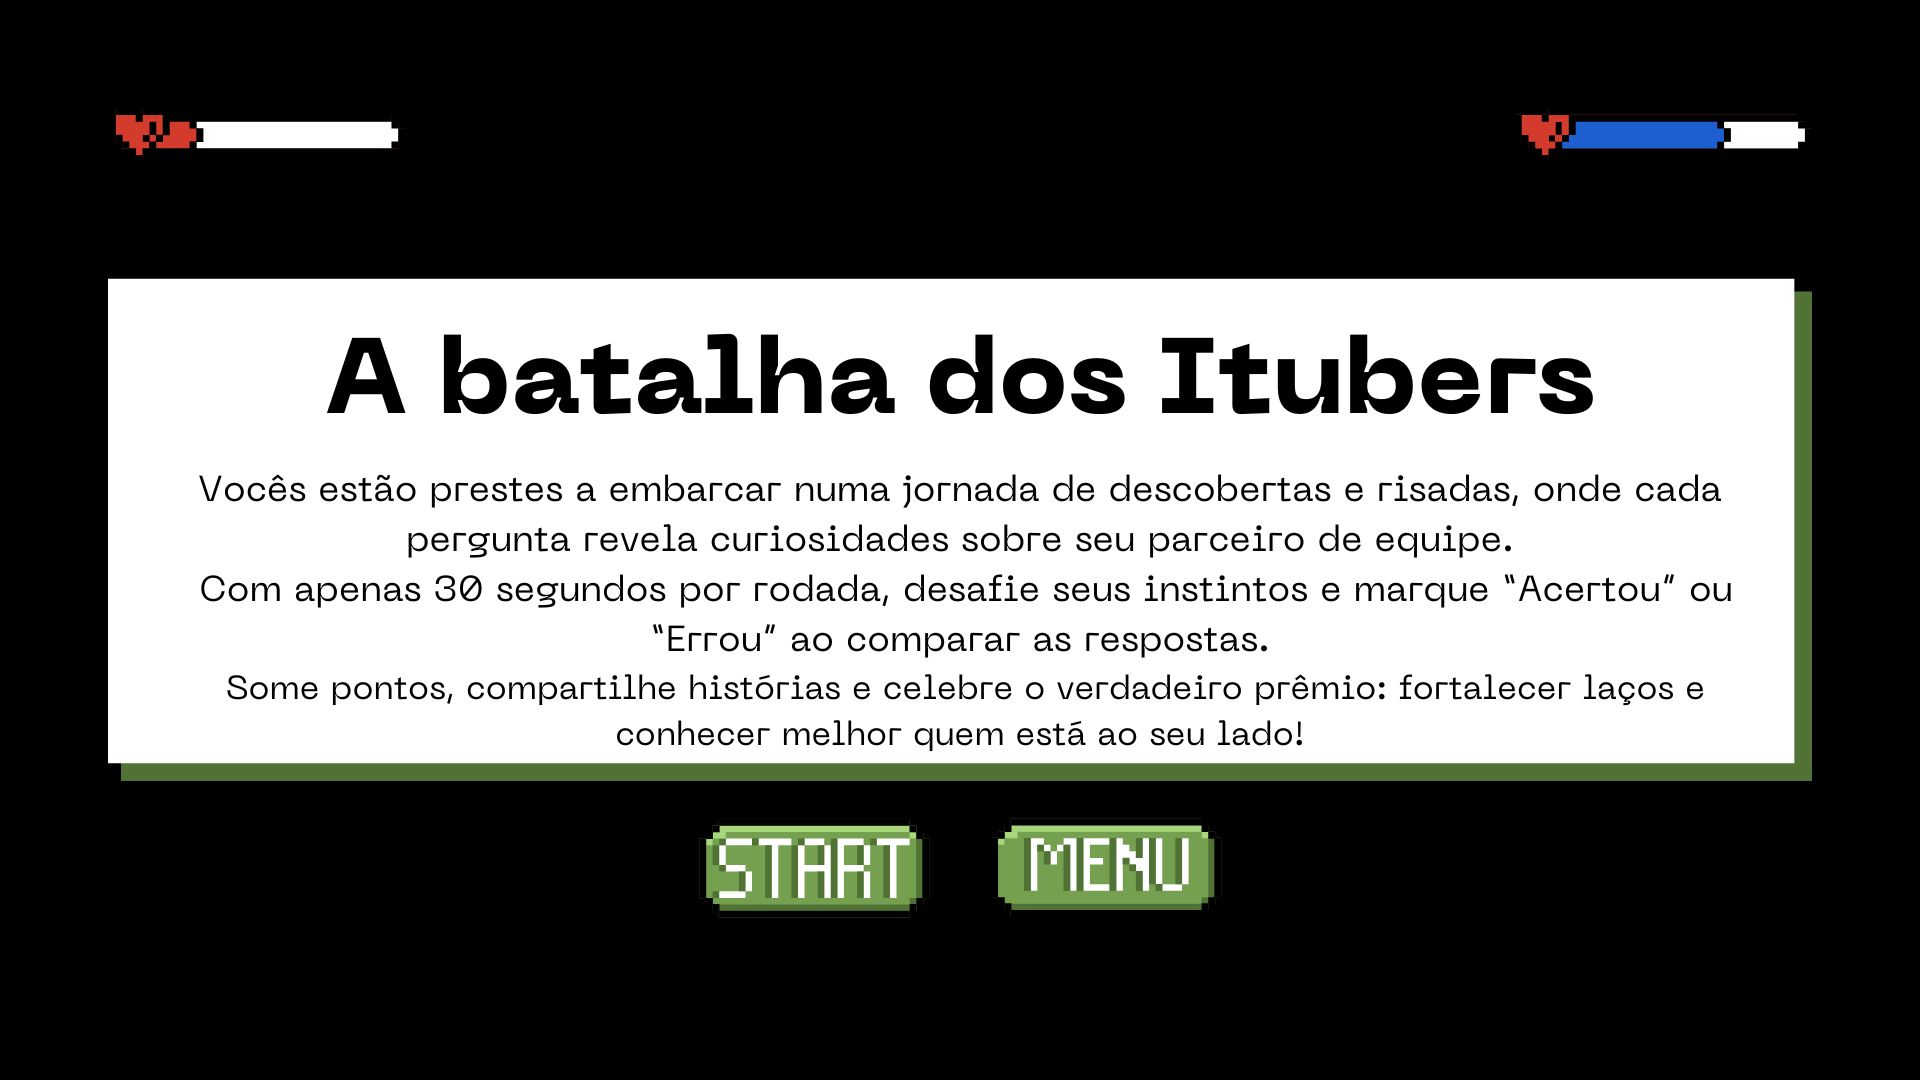 A batalha dos Itubers
Vocês estão prestes a embarcar numa jornada de descobertas e risadas, onde cada
pergunta revela curiosidades sobre seu parceiro de equipe.
Com apenas 30 segundos por rodada, desafie seus instintos e marque “Acertou” ou
“Errou” ao comparar as respostas.
Some pontos, compartilhe histórias e celebre o verdadeiro prêmio: fortalecer laços e
conhecer melhor quem está ao seu lado!
START MENU